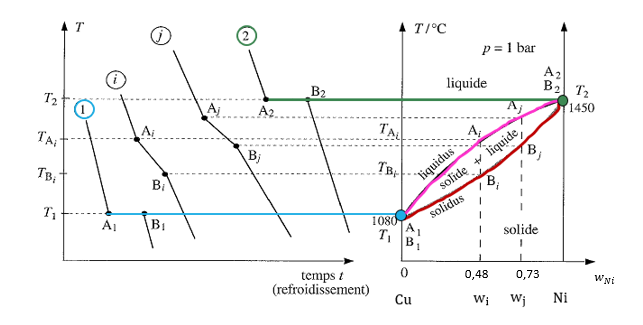 T
j
2
i
1
T₂
A₂
B₂
T_Ai
A_i
A_j
B_j
T_Bi
B_i
T₁
A₁
B₁
temps t
(refroidissement)
T/°C
p = 1 bar
liquide
A₂
B₂
T₂
1450
A_j
T_Ai
A_i
liquidus
solide + liquide
B_j
T_Bi
B_i
solidus
1080
T₁
A₁
B₁
solide
0
0,48
0,73
w_Ni
Cu
w_i
w_j
Ni